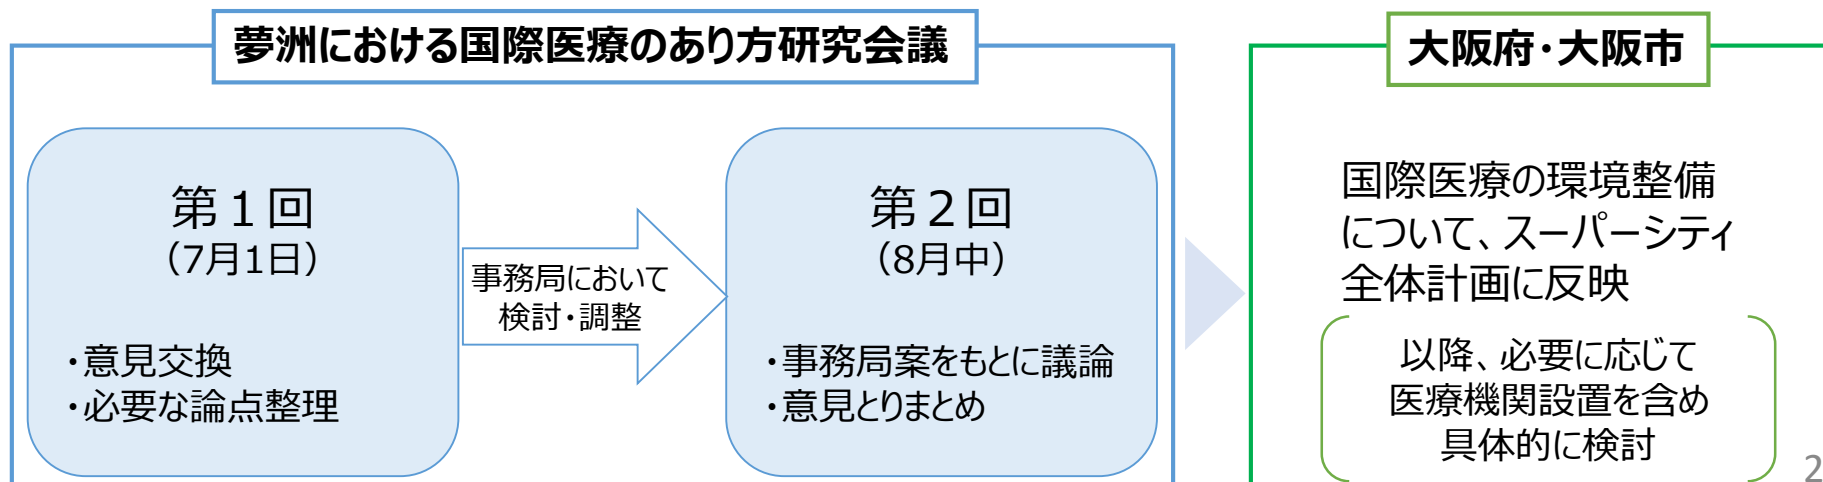 夢洲における国際医療のあり方研究会議
第１回
（7月1日）
・意見交換
・必要な論点整理
事務局において
検討・調整
第２回
（8月中）
・事務局案をもとに議論
・意見とりまとめ
大阪府・大阪市
国際医療の環境整備
について、スーパーシティ
全体計画に反映
以降、必要に応じて
医療機関設置を含め
具体的に検討
2